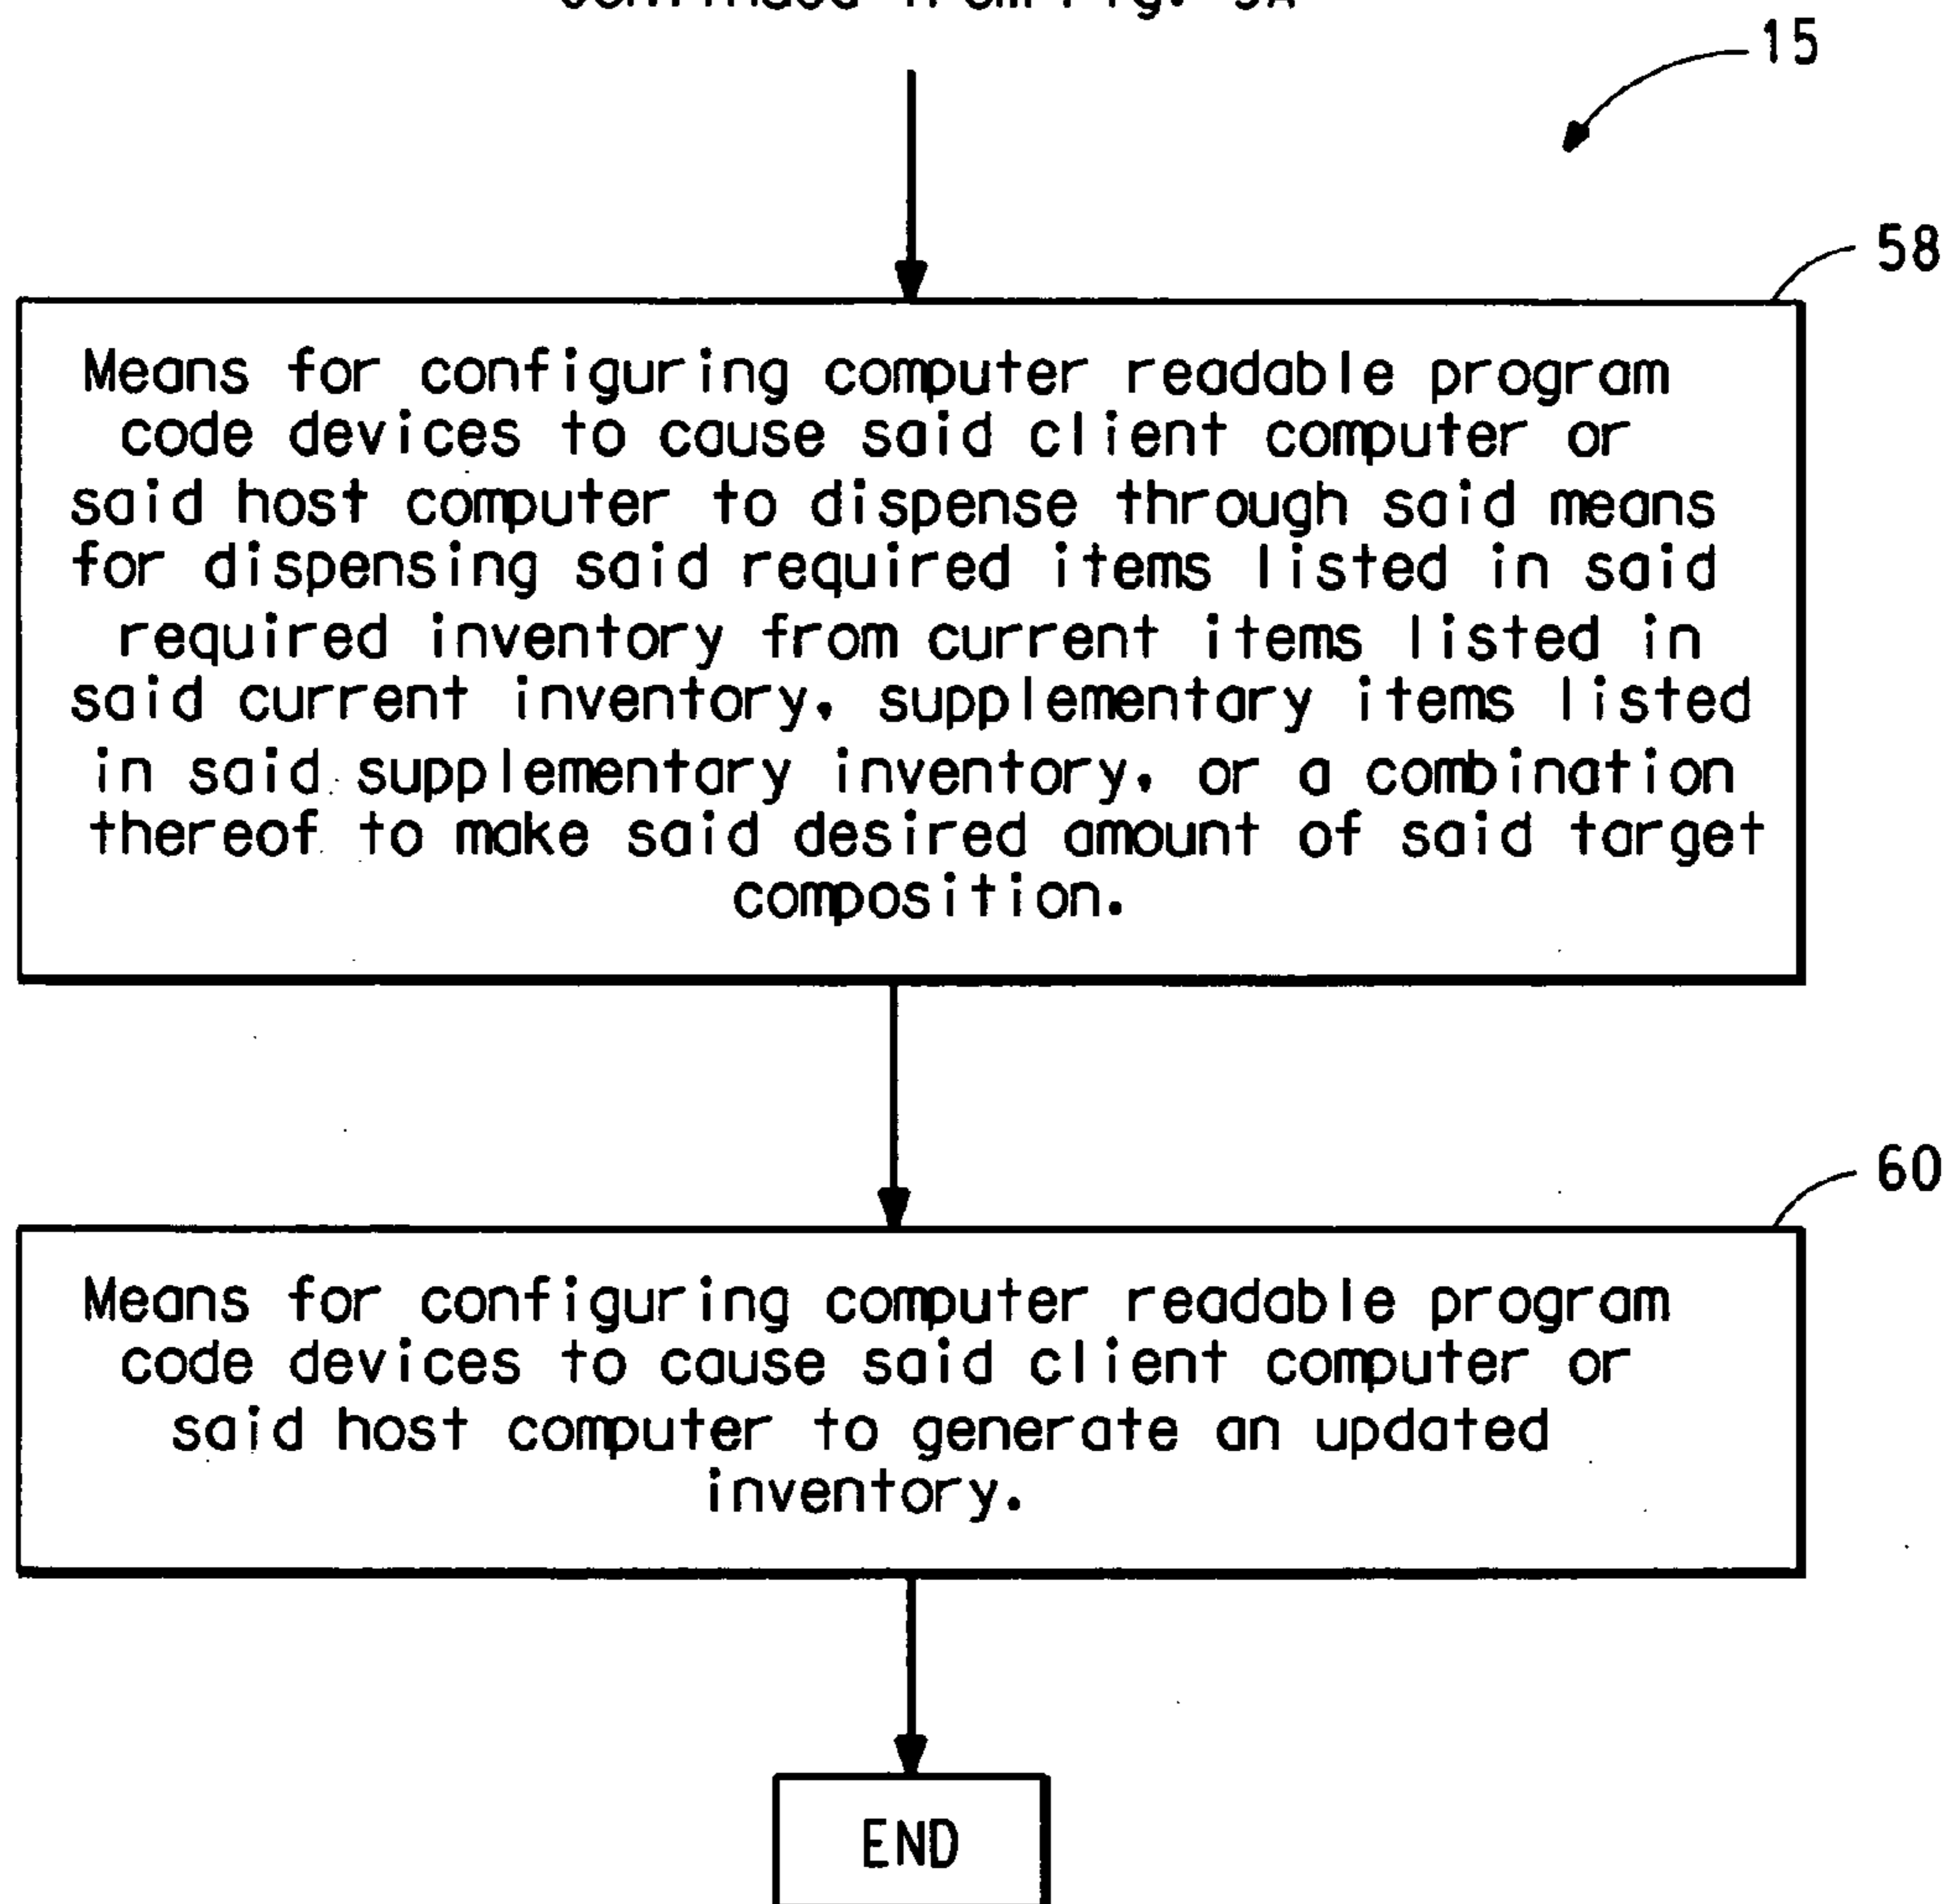 from Fig.
15
58
Means for configuring computer readable program
code devices to cause said client computer or
said host computer to dispense through said means
for dispensing said required items listed in said
required inventory from current items listed in
said current inventory, supplementary items listed
in said supplementary inventory, or a combination
thereof to make said desired amount of said target
composition.
60
Means for configuring computer readable program
code devices to cause said client computer or
said host computer to generate an updated
inventory.
END